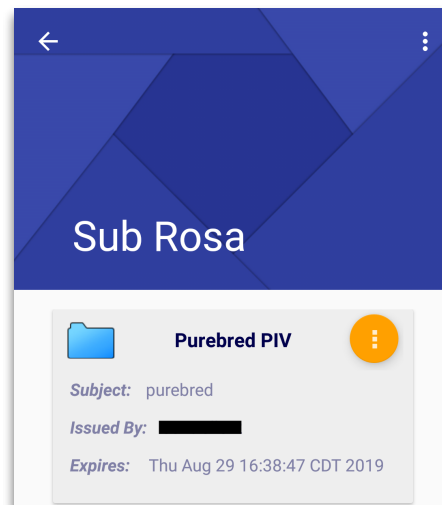 Sub Rosa
Purebred PIV
Subject: purebred
Issued By:
Expires: Thu Aug 29 16:38:47 CDT 2019